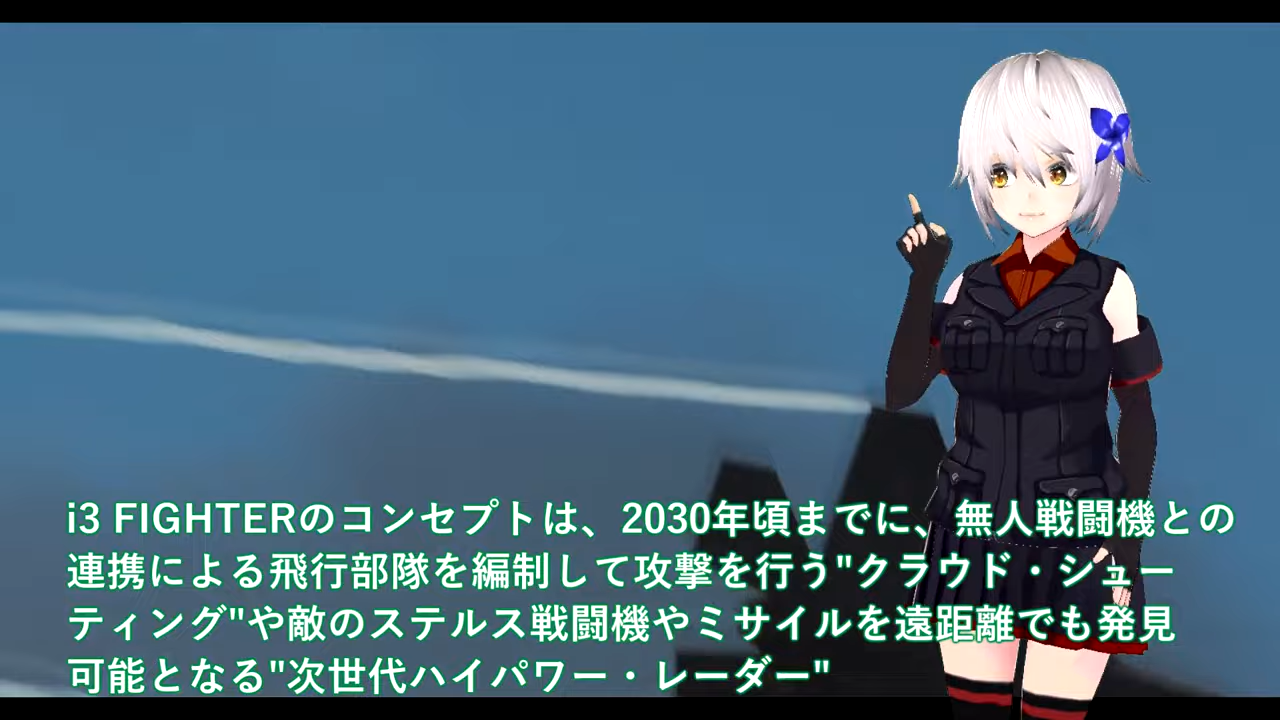 i3 FIGHTERのコンセプトは、2030年頃までに、無人戦闘機との
連携による飛行部隊を編制して攻撃を行う"クラウド・シュー
ティング"や敵のステルス戦闘機やミサイルを遠距離でも発見
可能となる"次世代ハイパワー・レーダー"